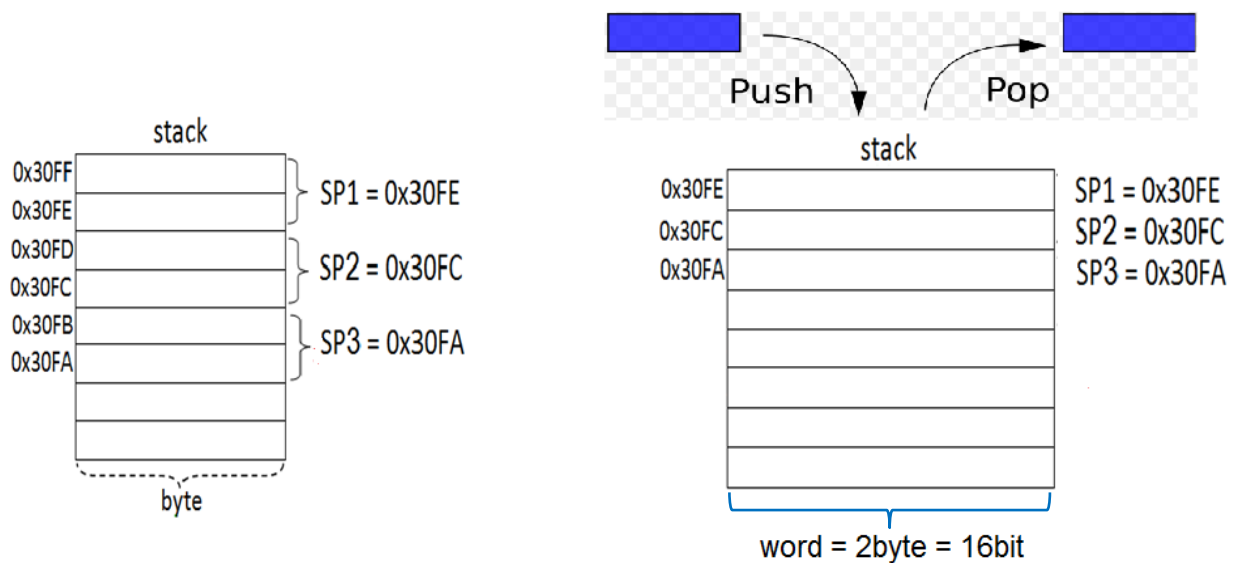 stack
0x30FF
0x30FE
SP1 = 0x30FE
0x30FD
0x30FC
SP2 = 0x30FC
0x30FB
0x30FA
SP3 = 0x30FA
byte
Push
Pop
stack
0x30FE
SP1 = 0x30FE
0x30FC
SP2 = 0x30FC
0x30FA
SP3 = 0x30FA
word = 2byte = 16bit